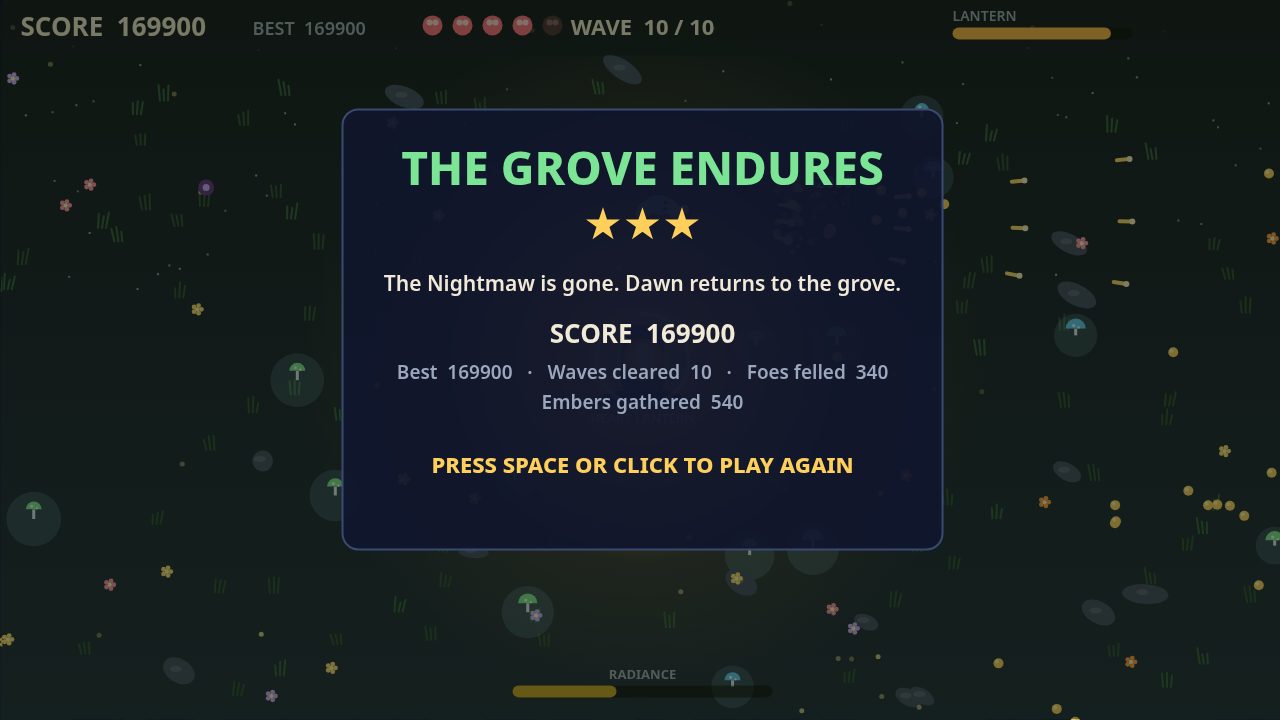 SCORE 169900 BEST 169900 WAVE 10 / 10 LANTERN
THE GROVE ENDURES
The Nightmaw is gone. Dawn returns to the grove.
SCORE 169900
Best 169900 · Waves cleared 10 · Foes felled 340
Embers gathered 540
PRESS SPACE OR CLICK TO PLAY AGAIN
RADIANCE